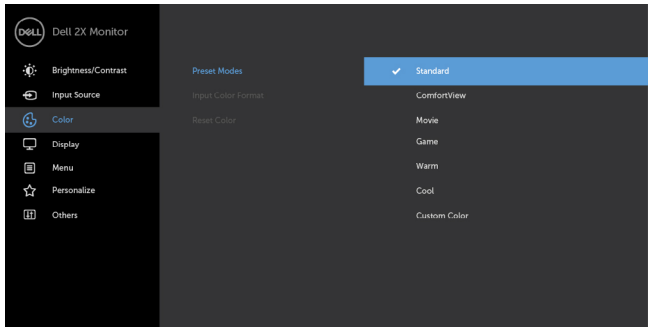 DELL Dell 2X Monitor
Brightness/Contrast Preset Modes Standard
Input Source Input Color Format ComfortView
Color Reset Color Movie
Display Game
Menu Warm
Personalize Cool
Others Custom Color